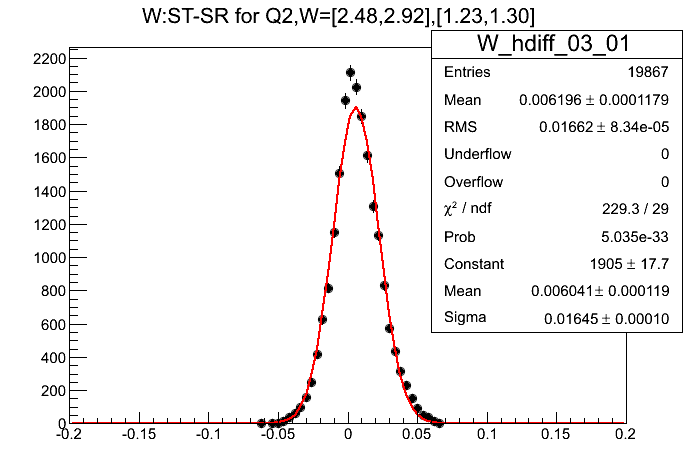 W:ST-SR for Q2,W=[2.48,2.92],[1.23,1.30]
W_hdiff_03_01
Entries 19867
Mean 0.006196 ± 0.0001179
RMS 0.01662 ± 8.34e-05
Underflow 0
Overflow 0
χ² / ndf 229.3 / 29
Prob 5.035e-33
Constant 1905 ± 17.7
Mean 0.006041 ± 0.000119
Sigma 0.01645 ± 0.00010
2200
2000
1800
1600
1400
1200
1000
800
600
400
200
0
-0.2 -0.15 -0.1 -0.05 0 0.05 0.1 0.15 0.2